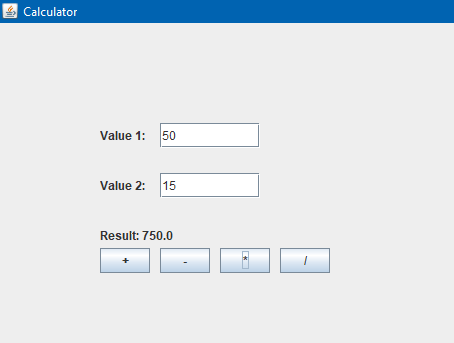 Calculator
Value 1: 50
Value 2: 15
Result: 750.0
+ - * /